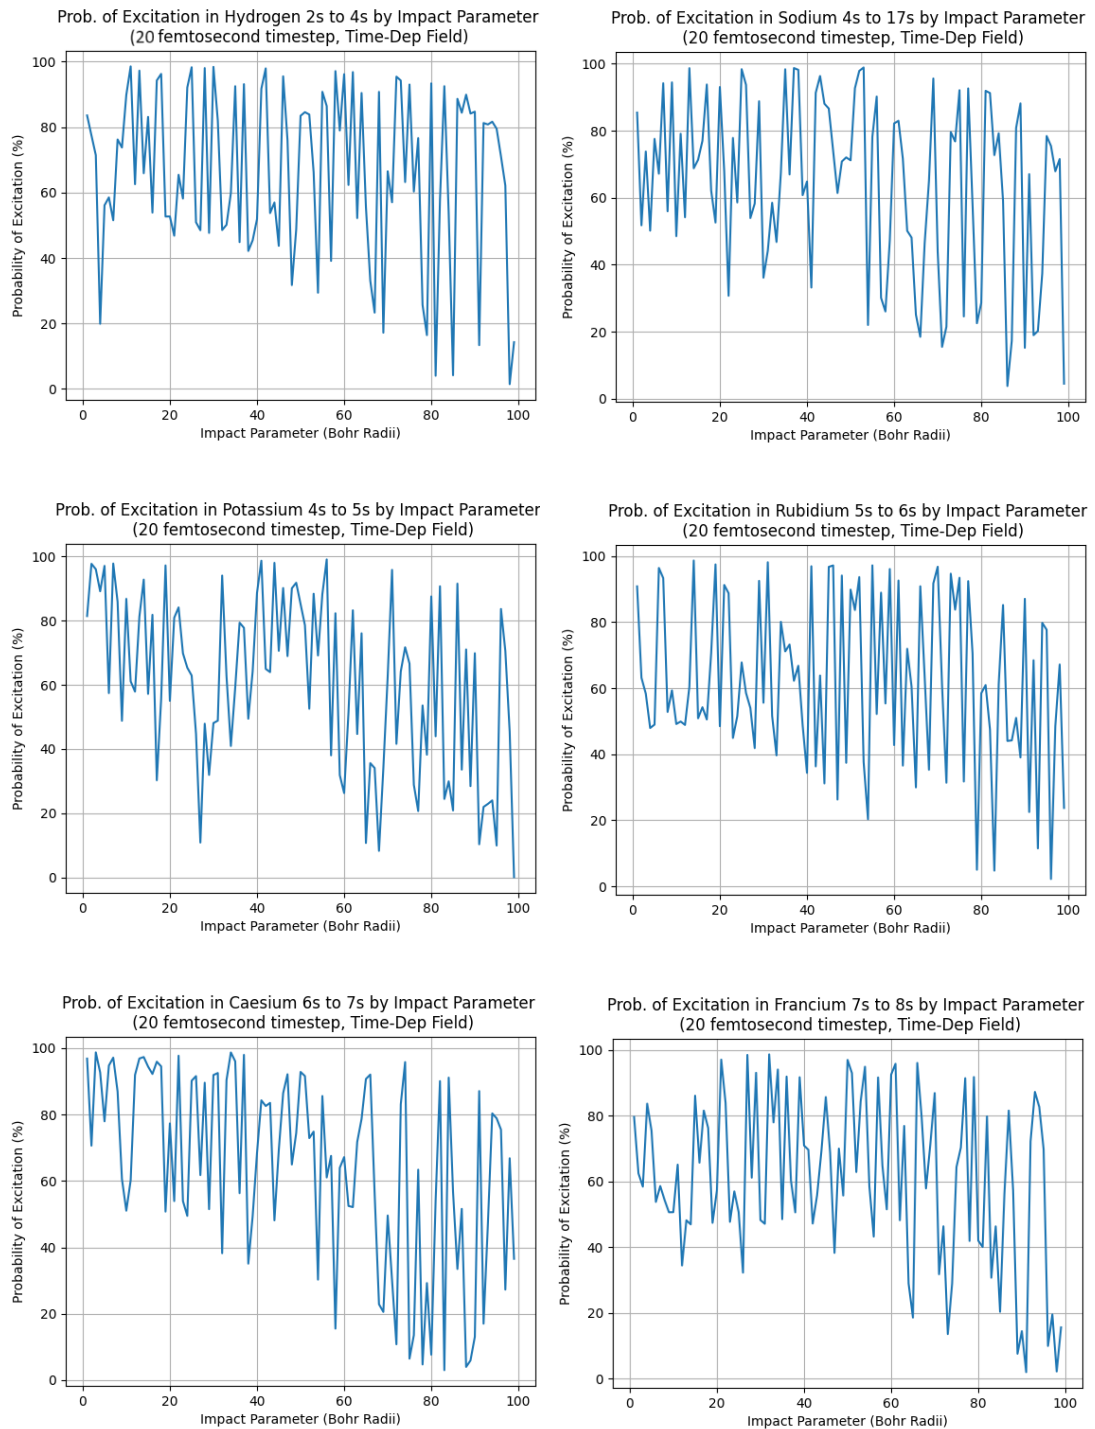 Prob. of Excitation in Hydrogen 2s to 4s by Impact Parameter
(20 femtosecond timestep, Time-Dep Field)
Probability of Excitation (%)
100
80
60
40
20
0
0 20 40 60 80 100
Impact Parameter (Bohr Radii)
Prob. of Excitation in Sodium 4s to 17s by Impact Parameter
(20 femtosecond timestep, Time-Dep Field)
Probability of Excitation (%)
100
80
60
40
20
0
0 20 40 60 80 100
Impact Parameter (Bohr Radii)
Prob. of Excitation in Potassium 4s to 5s by Impact Parameter
(20 femtosecond timestep, Time-Dep Field)
Probability of Excitation (%)
100
80
60
40
20
0
0 20 40 60 80 100
Impact Parameter (Bohr Radii)
Prob. of Excitation in Rubidium 5s to 6s by Impact Parameter
(20 femtosecond timestep, Time-Dep Field)
Probability of Excitation (%)
100
80
60
40
20
0
0 20 40 60 80 100
Impact Parameter (Bohr Radii)
Prob. of Excitation in Caesium 6s to 7s by Impact Parameter
(20 femtosecond timestep, Time-Dep Field)
Probability of Excitation (%)
100
80
60
40
20
0
0 20 40 60 80 100
Impact Parameter (Bohr Radii)
Prob. of Excitation in Francium 7s to 8s by Impact Parameter
(20 femtosecond timestep, Time-Dep Field)
Probability of Excitation (%)
100
80
60
40
20
0
0 20 40 60 80 100
Impact Parameter (Bohr Radii)